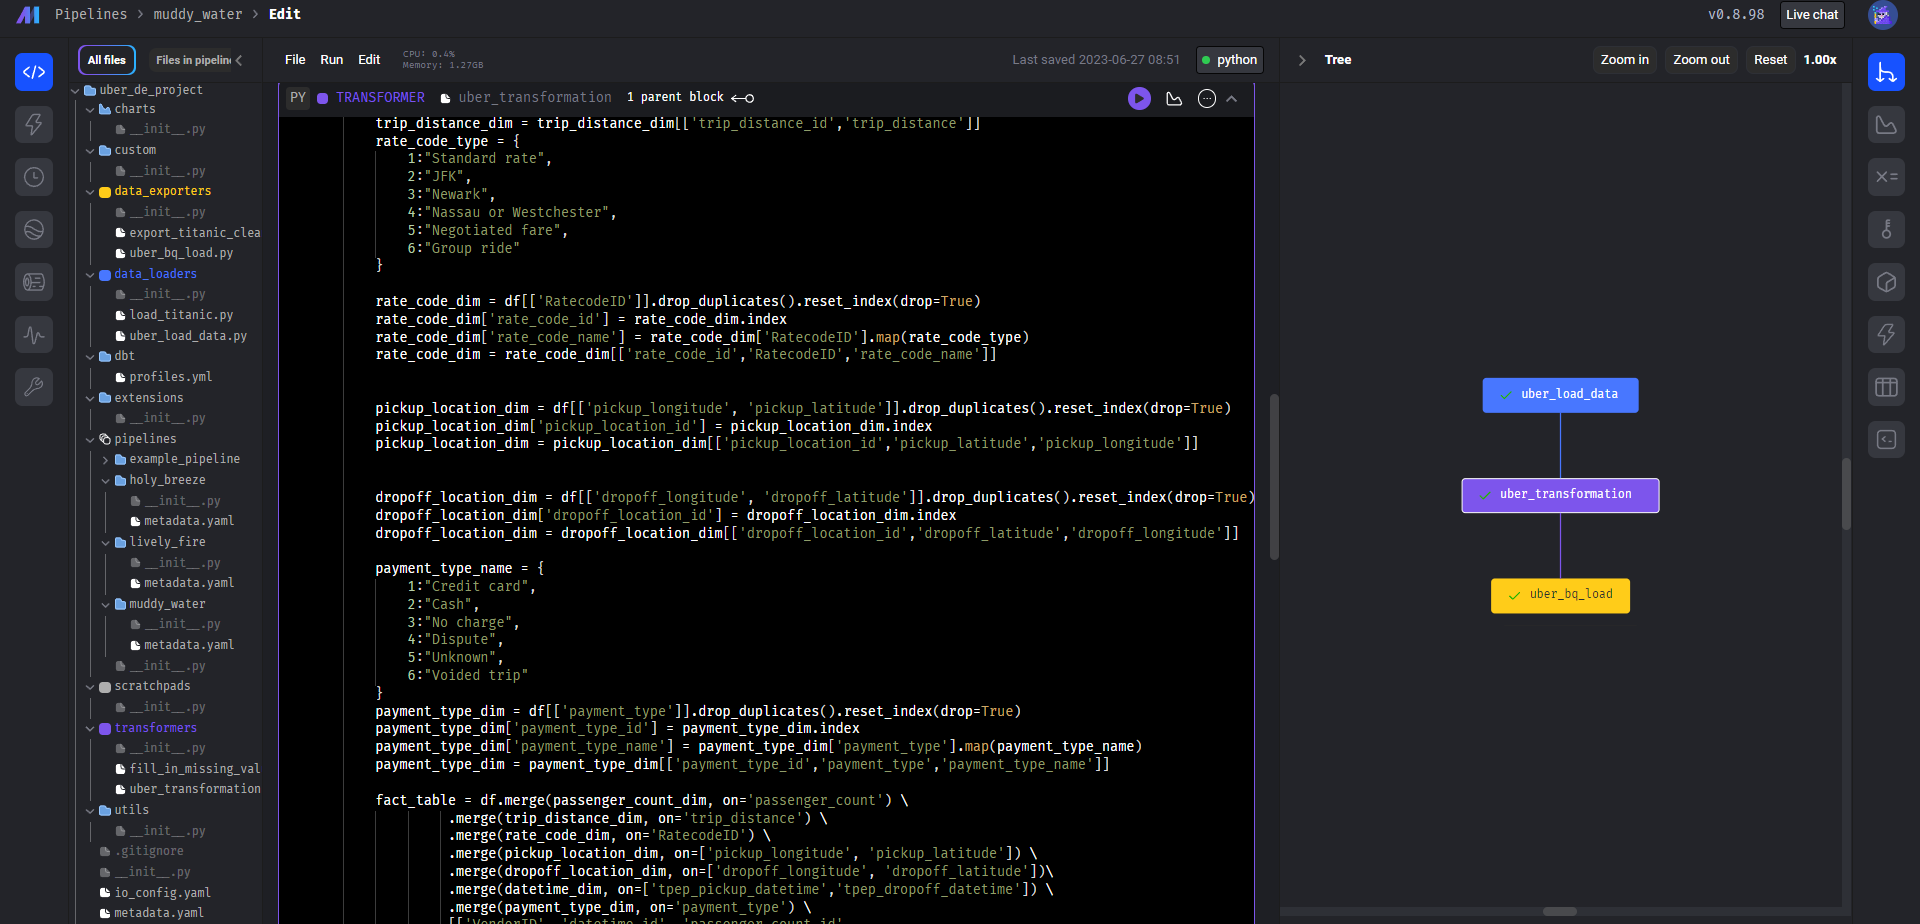 Pipelines > muddy_water > Edit
v0.8.98
Live chat
All files
Files in pipelin
File Run Edit
CPU: 0.4%
Memory: 1.27GB
Last saved 2023-06-27 08:51
python
Tree
Zoom in
Zoom out
Reset
1.00x
uber_de_project
charts
__init__.py
custom
__init__.py
data_exporters
__init__.py
export_titanic_clea
uber_bq_load.py
data_loaders
__init__.py
load_titanic.py
uber_load_data.py
dbt
profiles.yml
extensions
__init__.py
pipelines
example_pipeline
holy_breeze
__init__.py
metadata.yaml
lively_fire
__init__.py
metadata.yaml
muddy_water
__init__.py
metadata.yaml
__init__.py
scratchpads
__init__.py
transformers
__init__.py
fill_in_missing_val
uber_transformation
utils
__init__.py
.gitignore
__init__.py
io_config.yaml
metadata.yaml
PY TRANSFORMER uber_transformation 1 parent block
trip_distance_dim = trip_distance_dim[['trip_distance_id','trip_distance']]
rate_code_type = {
1:"Standard rate",
2:"JFK",
3:"Newark",
4:"Nassau or Westchester",
5:"Negotiated fare",
6:"Group ride"
}
rate_code_dim = df[['RatecodeID']].drop_duplicates().reset_index(drop=True)
rate_code_dim['rate_code_id'] = rate_code_dim.index
rate_code_dim['rate_code_name'] = rate_code_dim['RatecodeID'].map(rate_code_type)
rate_code_dim = rate_code_dim[['rate_code_id','RatecodeID','rate_code_name']]
pickup_location_dim = df[['pickup_longitude', 'pickup_latitude']].drop_duplicates().reset_index(drop=True)
pickup_location_dim['pickup_location_id'] = pickup_location_dim.index
pickup_location_dim = pickup_location_dim[['pickup_location_id','pickup_latitude','pickup_longitude']]
dropoff_location_dim = df[['dropoff_longitude', 'dropoff_latitude']].drop_duplicates().reset_index(drop=True)
dropoff_location_dim['dropoff_location_id'] = dropoff_location_dim.index
dropoff_location_dim = dropoff_location_dim[['dropoff_location_id','dropoff_latitude','dropoff_longitude']]
payment_type_name = {
1:"Credit card",
2:"Cash",
3:"No charge",
4:"Dispute",
5:"Unknown",
6:"Voided trip"
}
payment_type_dim = df[['payment_type']].drop_duplicates().reset_index(drop=True)
payment_type_dim['payment_type_id'] = payment_type_dim.index
payment_type_dim['payment_type_name'] = payment_type_dim['payment_type'].map(payment_type_name)
payment_type_dim = payment_type_dim[['payment_type_id','payment_type','payment_type_name']]
fact_table = df.merge(passenger_count_dim, on='passenger_count') \
.merge(trip_distance_dim, on='trip_distance') \
.merge(rate_code_dim, on='RatecodeID') \
.merge(pickup_location_dim, on=['pickup_longitude', 'pickup_latitude']) \
.merge(dropoff_location_dim, on=['dropoff_longitude', 'dropoff_latitude'])\
.merge(datetime_dim, on=['tpep_pickup_datetime','tpep_dropoff_datetime']) \
.merge(payment_type_dim, on='payment_type') \
[['VendorID', 'datetime_id', 'passenger_count_id',
uber_load_data
uber_transformation
uber_bq_load